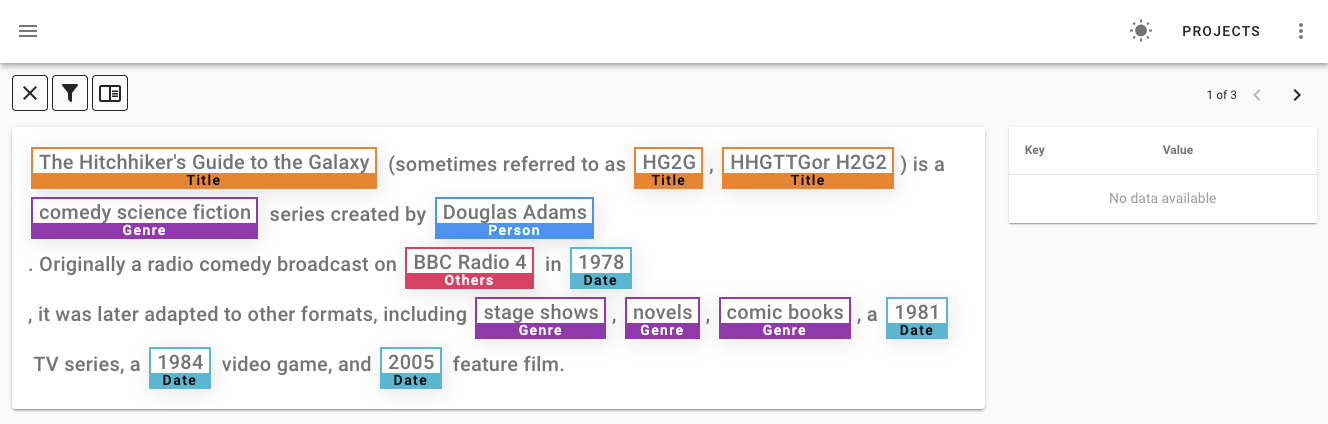 PROJECTS
1 of 3
The Hitchhiker's Guide to the Galaxy (sometimes referred to as HG2G , HHGTTGor H2G2 ) is a
Title Title Title
comedy science fiction series created by Douglas Adams
Genre Person
. Originally a radio comedy broadcast on BBC Radio 4 in 1978
Others Date
, it was later adapted to other formats, including stage shows , novels , comic books , a 1981
Genre Genre Genre Date
TV series, a 1984 video game, and 2005 feature film.
Date Date
Key Value
No data available